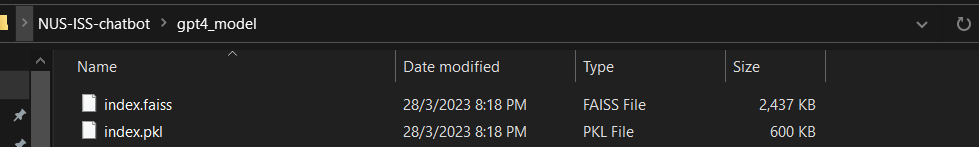 NUS-ISS-chatbot > gpt4_model
Name Date modified Type Size
index.faiss 28/3/2023 8:18 PM FAISS File 2,437 KB
index.pkl 28/3/2023 8:18 PM PKL File 600 KB